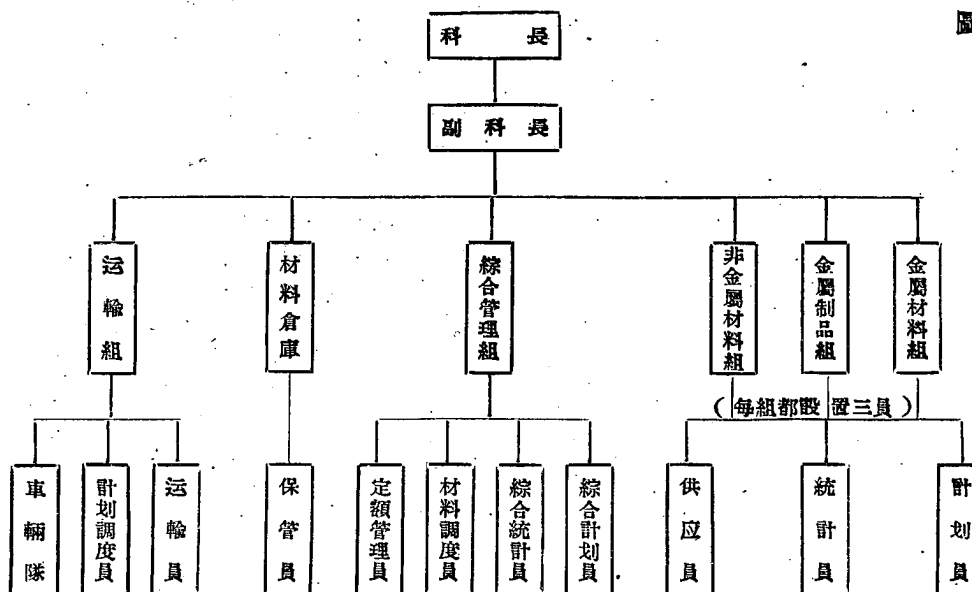 圖
科長
副科長
运輸組
材料倉庫
綜合管理組
非金屬材料組
金屬制品組
金屬材料組
(每組都設置三員)
車輛隊
計划調度員
运輸員
保管員
定額管理員
材料調度員
綜合統計員
綜合計划員
供应員
統計員
計划員